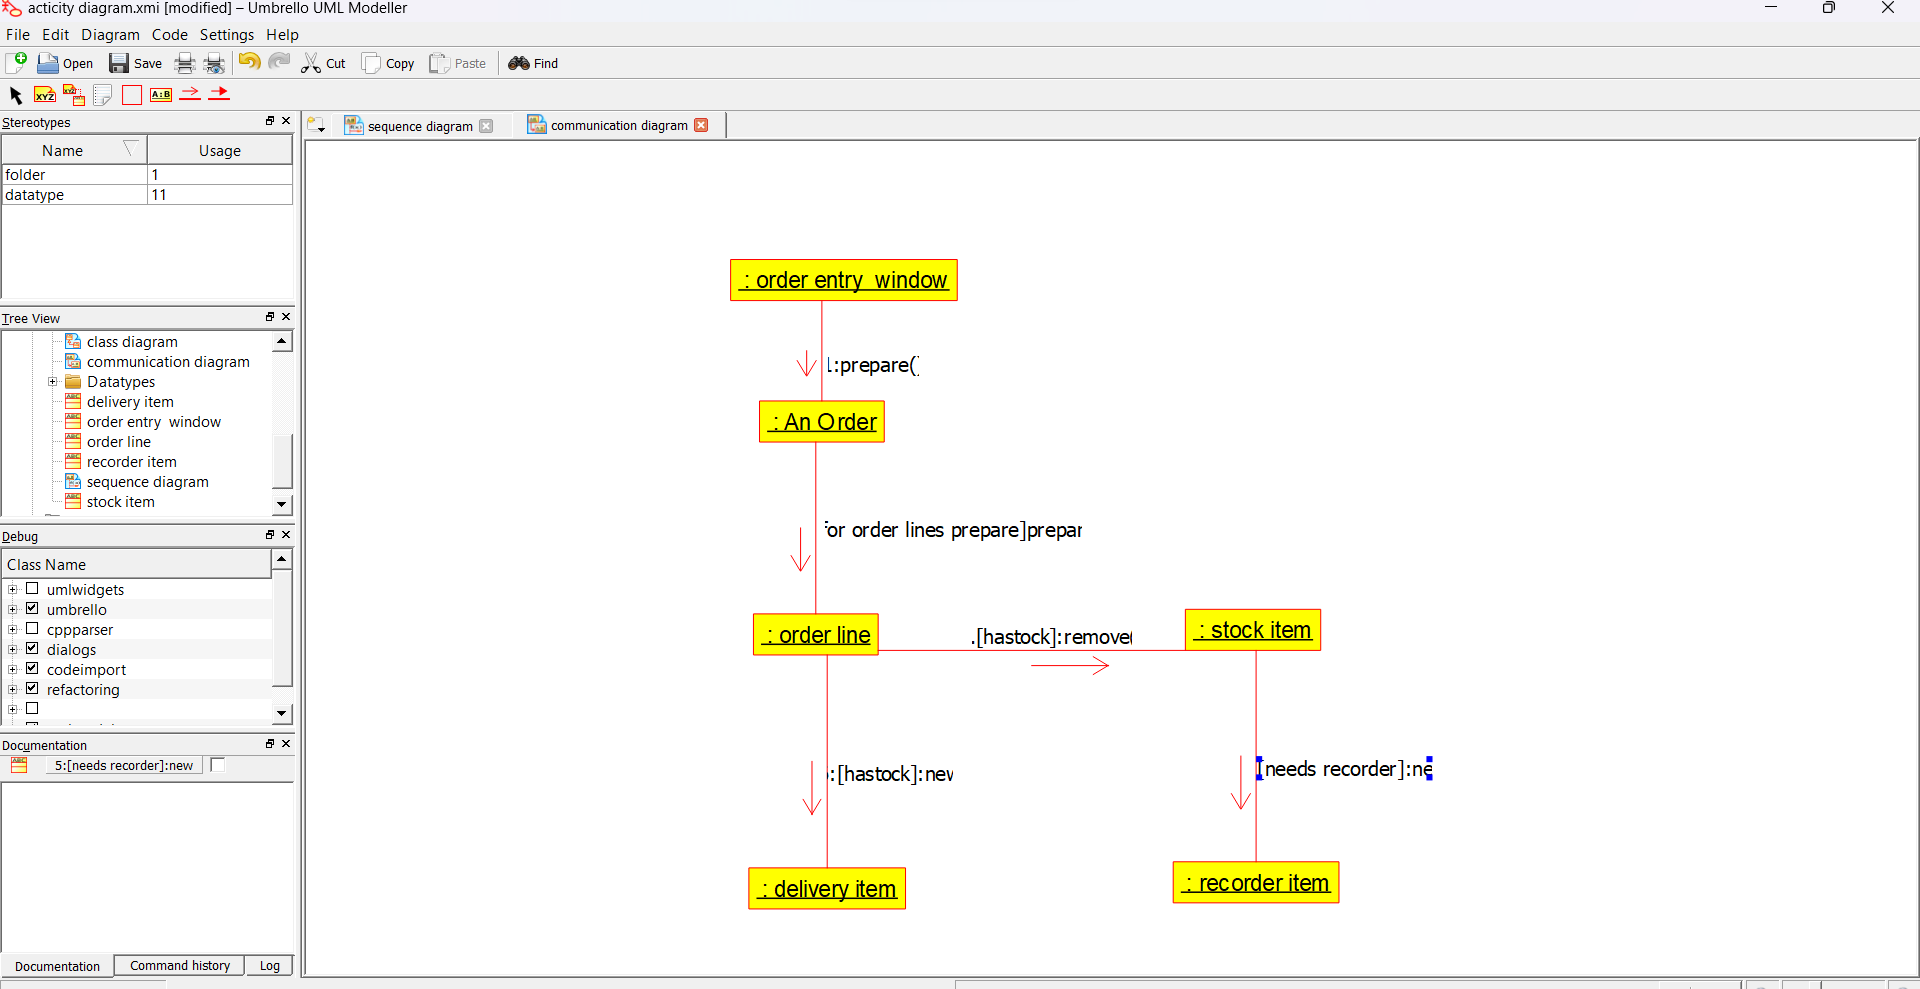 acticity diagram.xmi [modified] – Umbrello UML Modeller
File Edit Diagram Code Settings Help
Open Save Cut Copy Paste Find
XYZ XYZ A:B
Stereotypes
Name Usage
folder 1
datatype 11
Tree View
class diagram
communication diagram
Datatypes
delivery item
order entry window
order line
recorder item
sequence diagram
stock item
Debug
Class Name
umlwidgets
umbrello
cppparser
dialogs
codeimport
refactoring
Documentation
5:[needs recorder]:new
Documentation Command history Log
sequence diagram communication diagram
: order entry window
1:prepare()
: An Order
for order lines prepare]prepar
: order line
.[hastock]:remove(
: stock item
:[hastock]:new
[needs recorder]:ne
: delivery item
: recorder item